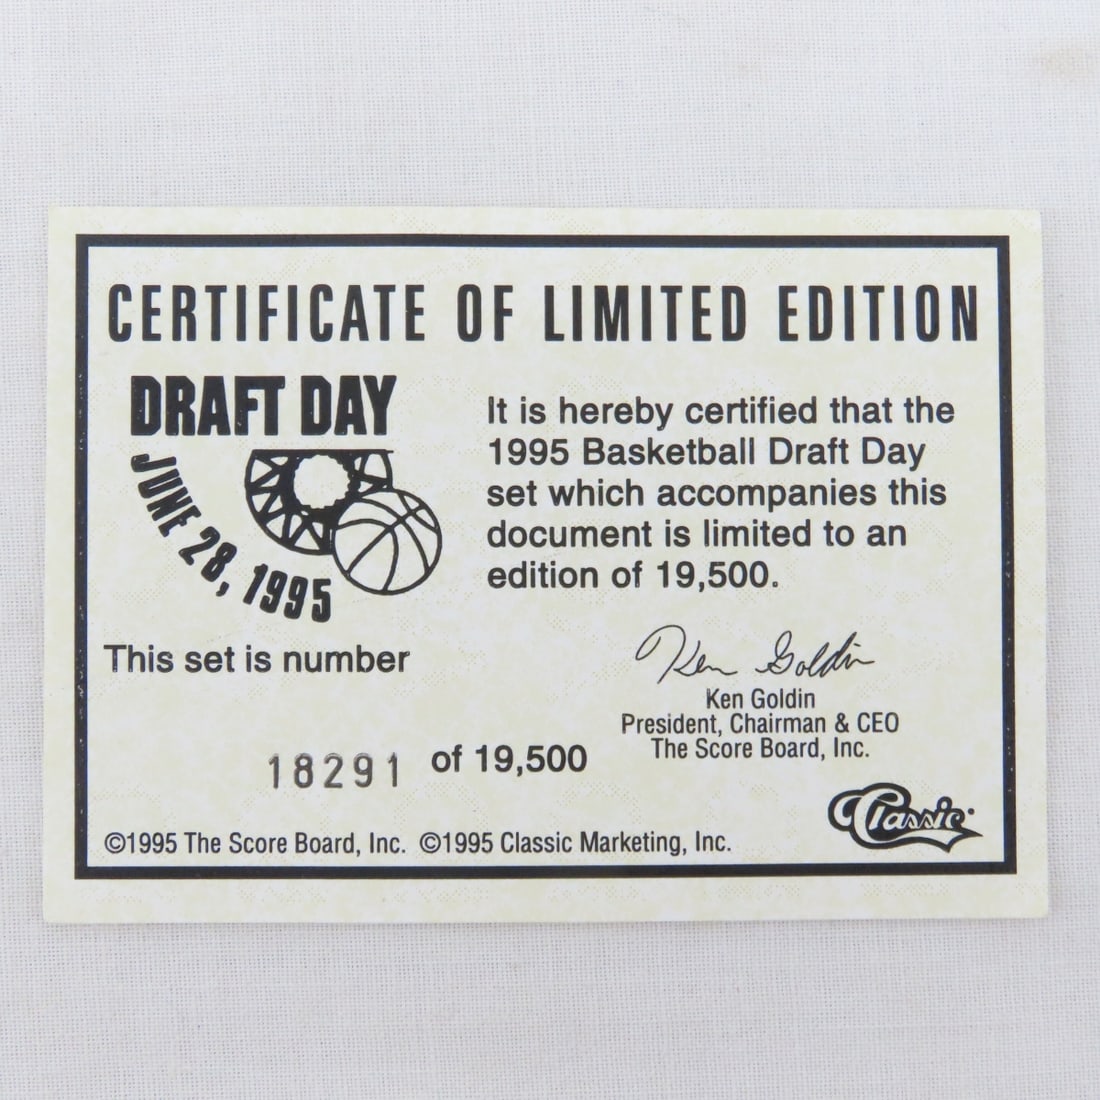 CERTIFICATE OF LIMITED EDITION
DRAFT DAY
JUNE 28, 1995
It is hereby certified that the
1995 Basketball Draft Day
set which accompanies this
document is limited to an
edition of 19,500.
This set is number
18291 of 19,500
Ken Goldin
Ken Goldin
President, Chairman & CEO
The Score Board, Inc.
Classic
©1995 The Score Board, Inc. ©1995 Classic Marketing, Inc.